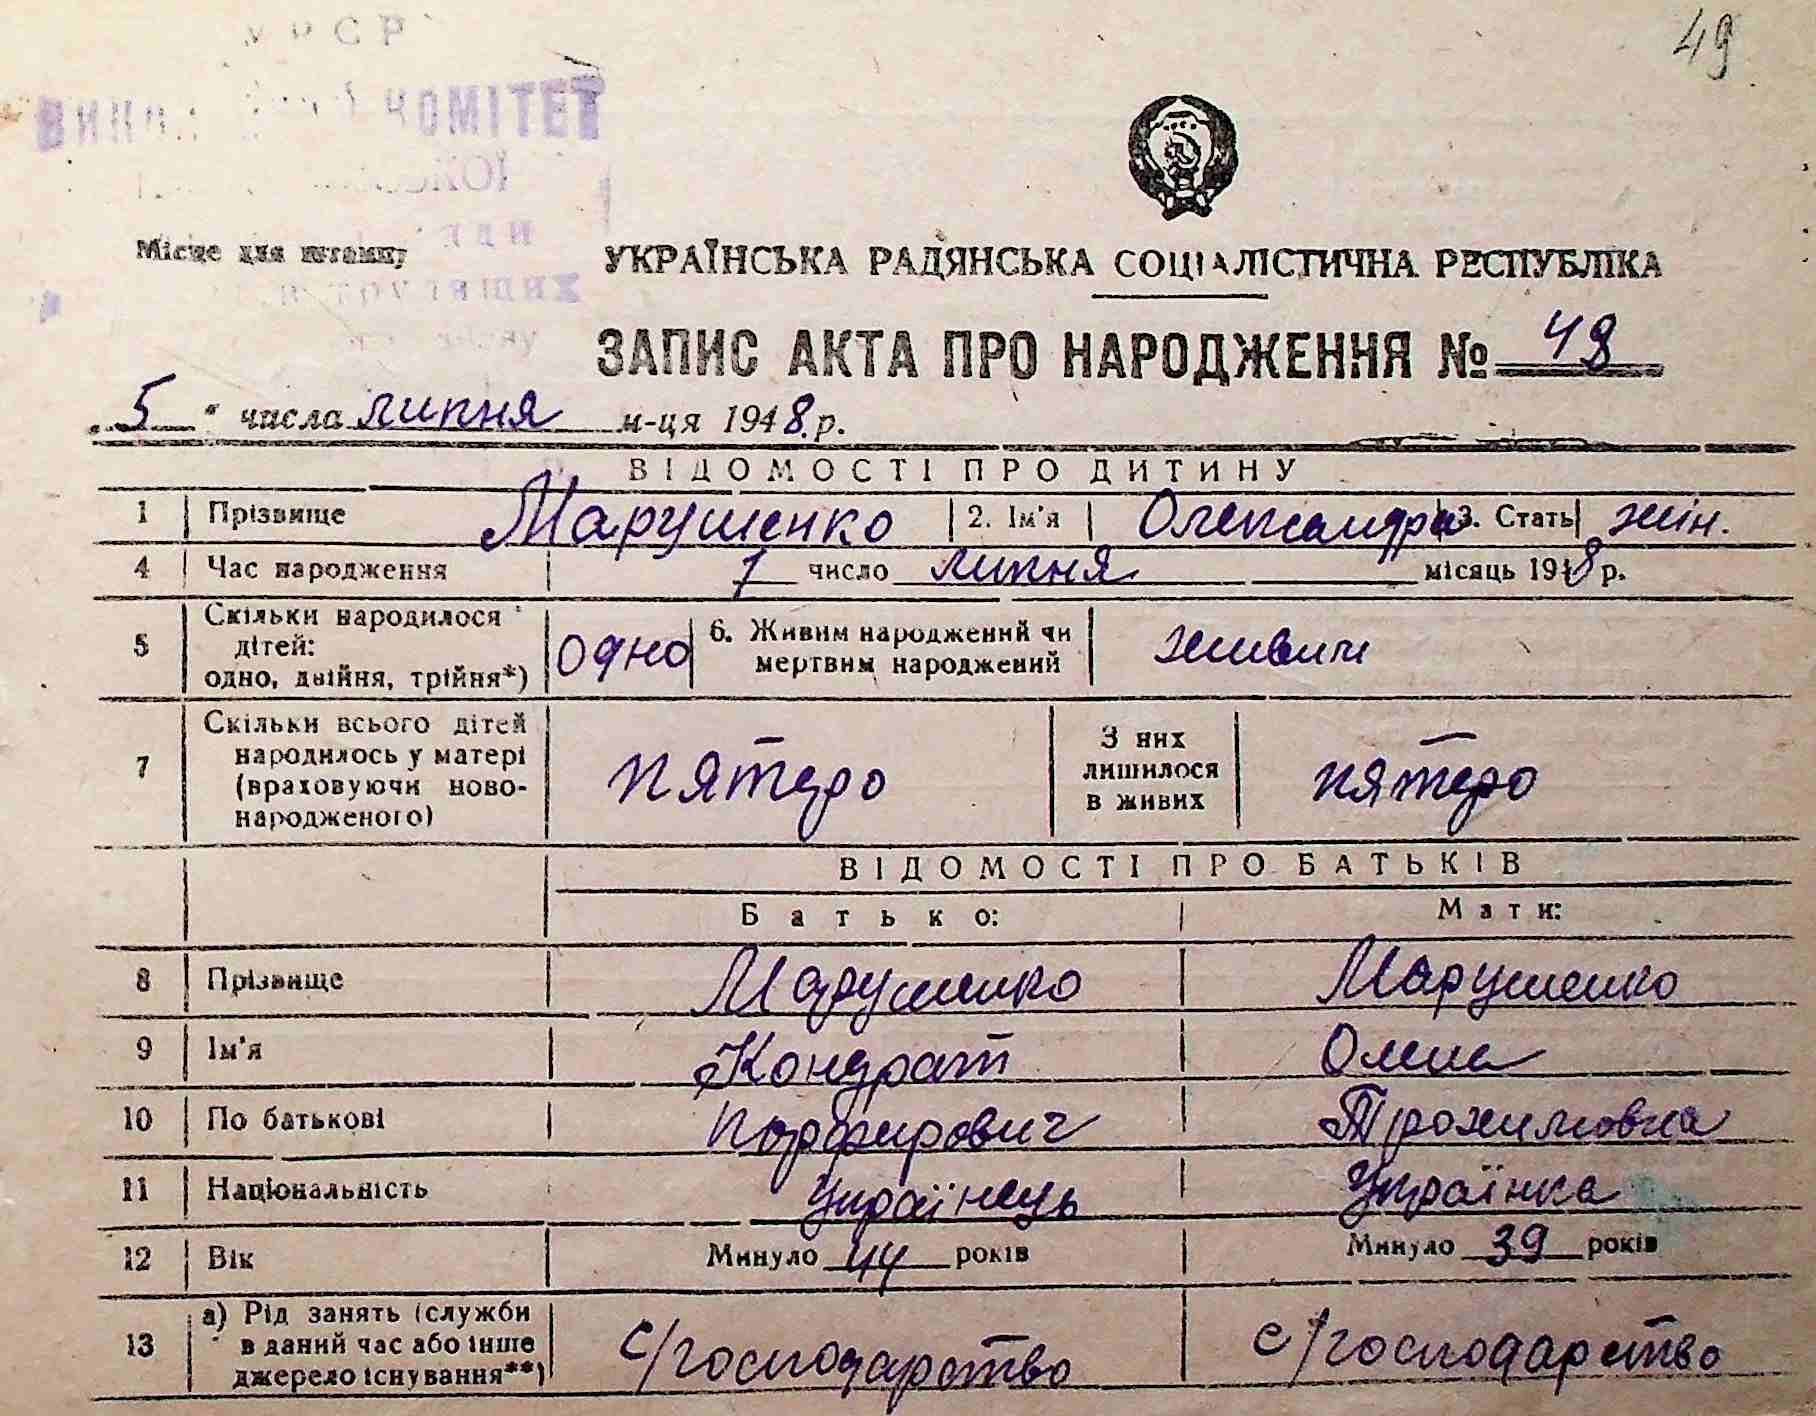 УРСР
49
КОМІТЕТ
Місце для штампу
УКРАЇНСЬКА РАДЯНСЬКА СОЦІАЛІСТИЧНА РЕСПУБЛІКА
ЗАПИС АКТА ПРО НАРОДЖЕННЯ № 48
"5" числа липня м-ця 1948.р.
ВІДОМОСТІ ПРО ДИТИНУ
1 Прізвище Марушенко 2. Ім'я Олександра 3. Стать жін.
4 Час народження 1 число липня місяць 1948 р.
5 Скільки народилося дітей: одно, двійня, трійня*) одно 6. Живим народжений чи мертвим народжений живим
7 Скільки всього дітей народилось у матері (враховуючи ново-народженого) пятеро З них лишилося в живих пятеро
ВІДОМОСТІ ПРО БАТЬКІВ
Батько: Мати:
8 Прізвище Марушенко Марушенко
9 Ім'я Кондрат Олена
10 По батькові Порфирович Трохимовна
11 Національність Українець Українка
12 Вік Минуло 44 років Минуло 39 років
13 а) Рід занять (служби в даний час або інше джерело існування**) с/господарство с/господарство